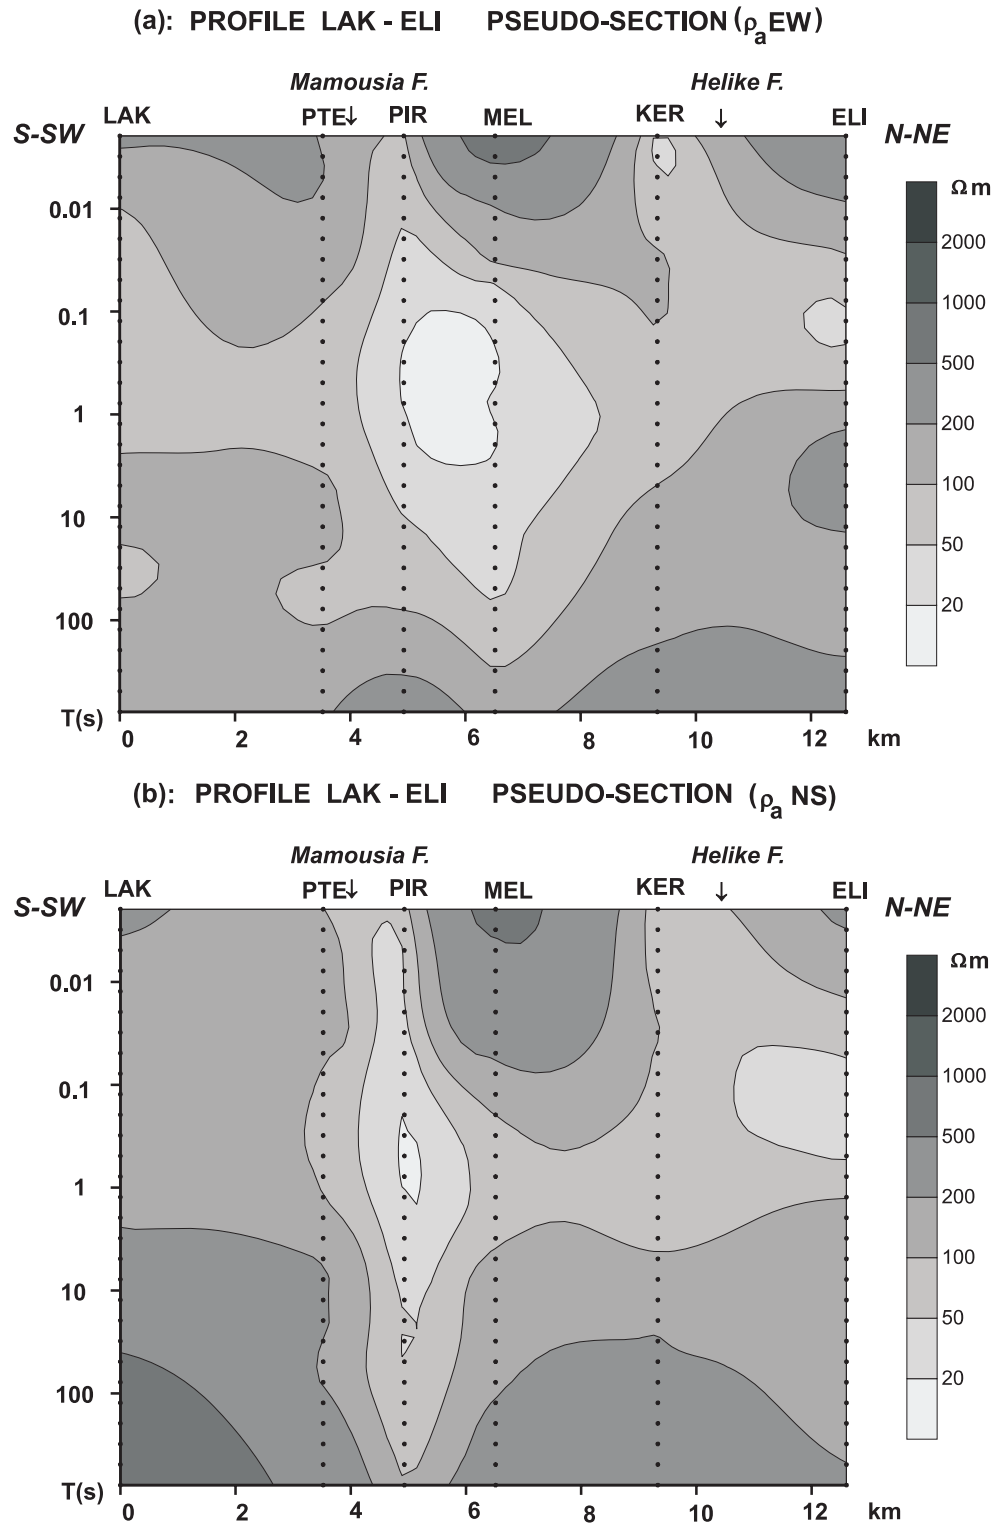 (a): PROFILE LAK - ELI PSEUDO-SECTION (ρa EW)
Mamousia F. Helike F.
LAK PTE↓ PIR MEL KER ↓ ELI
S-SW N-NE
Ωm
0.01
2000
1000
0.1
500
200
1
100
50
10
20
100
T(s)
0 2 4 6 8 10 12 km
(b): PROFILE LAK - ELI PSEUDO-SECTION (ρa NS)
Mamousia F. Helike F.
LAK PTE↓ PIR MEL KER ↓ ELI
S-SW N-NE
Ωm
0.01
2000
1000
0.1
500
200
1
100
10
50
20
100
T(s)
0 2 4 6 8 10 12 km